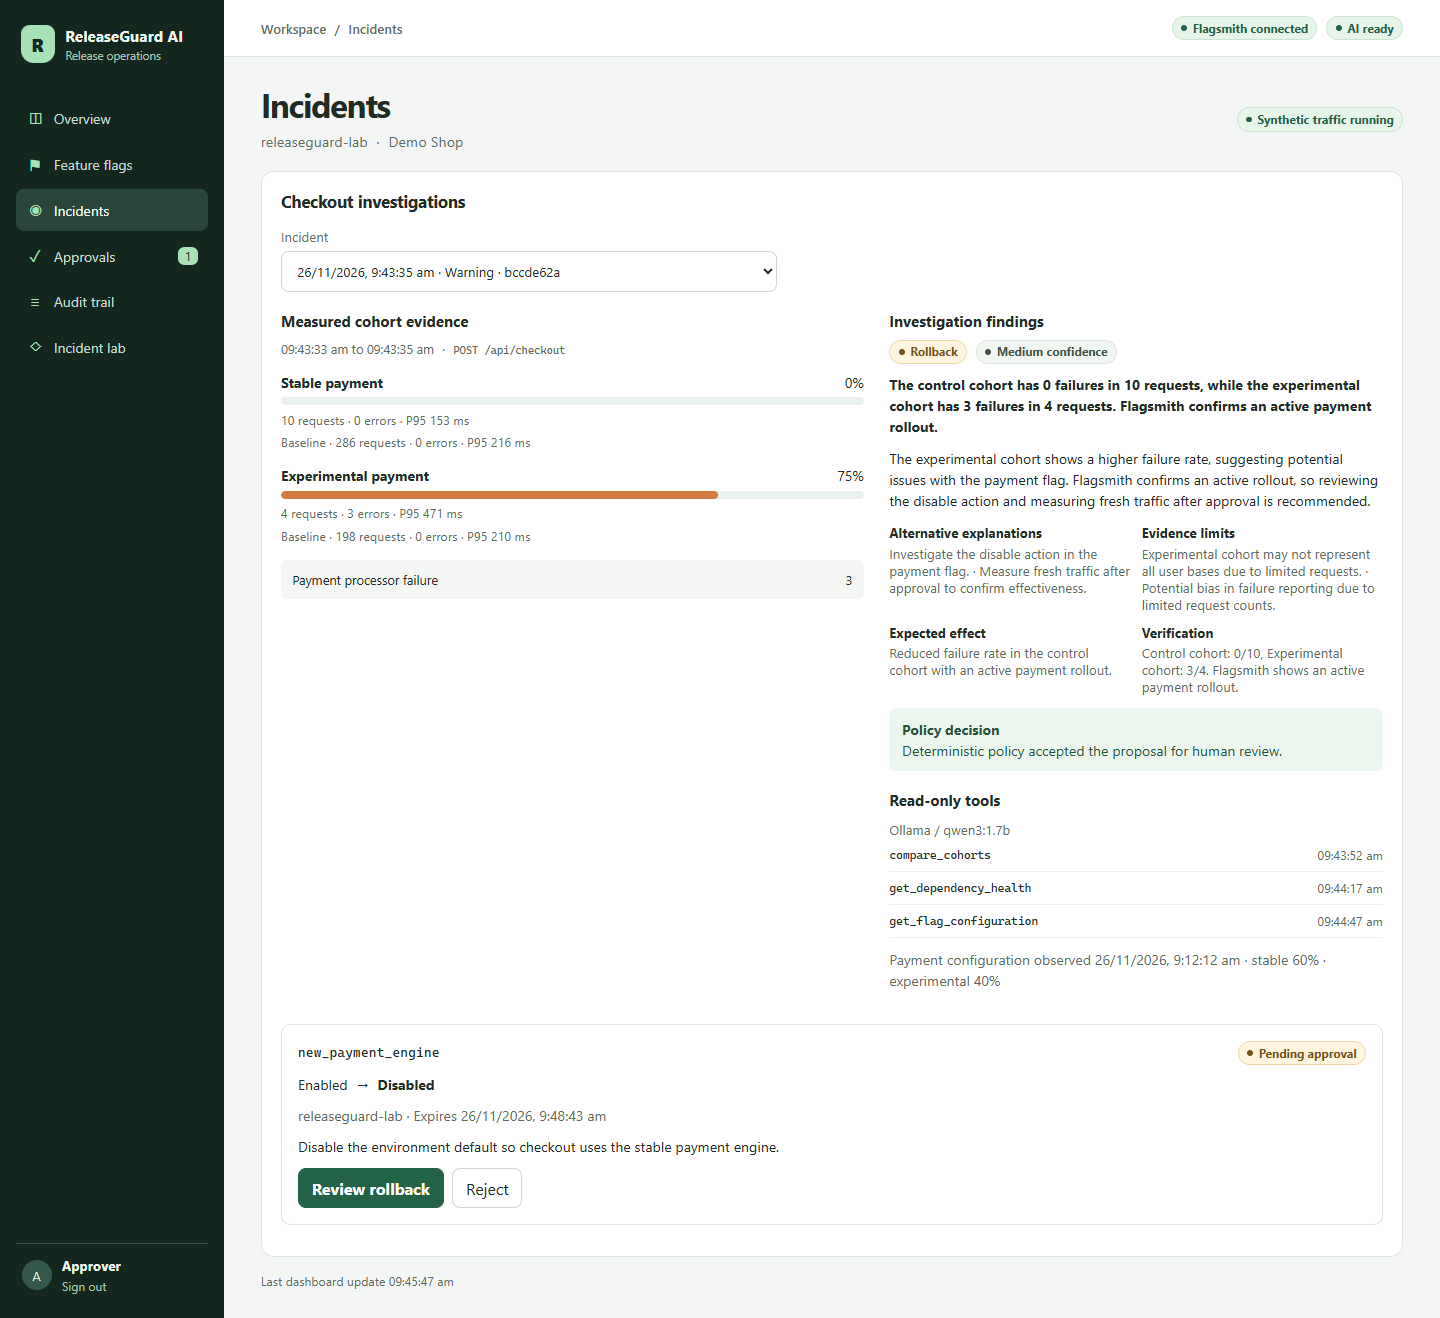 R
ReleaseGuard AI
Release operations
Overview
Feature flags
Incidents
Approvals 1
Audit trail
Incident lab
Approver
A
Sign out
Workspace / Incidents
Flagsmith connected
AI ready
Incidents
releaseguard-lab · Demo Shop
Synthetic traffic running
Checkout investigations
Incident
26/11/2026, 9:43:35 am · Warning · bccde62a
Measured cohort evidence
09:43:33 am to 09:43:35 am · POST /api/checkout
Stable payment 0%
10 requests · 0 errors · P95 153 ms
Baseline · 286 requests · 0 errors · P95 216 ms
Experimental payment 75%
4 requests · 3 errors · P95 471 ms
Baseline · 198 requests · 0 errors · P95 210 ms
Payment processor failure 3
Investigation findings
Rollback
Medium confidence
The control cohort has 0 failures in 10 requests, while the experimental
cohort has 3 failures in 4 requests. Flagsmith confirms an active payment
rollout.
The experimental cohort shows a higher failure rate, suggesting potential
issues with the payment flag. Flagsmith confirms an active rollout, so reviewing
the disable action and measuring fresh traffic after approval is recommended.
Alternative explanations
Investigate the disable action in the
payment flag. · Measure fresh traffic after
approval to confirm effectiveness.
Evidence limits
Experimental cohort may not represent
all user bases due to limited requests. ·
Potential bias in failure reporting due to
limited request counts.
Expected effect
Reduced failure rate in the control
cohort with an active payment rollout.
Verification
Control cohort: 0/10, Experimental
cohort: 3/4. Flagsmith shows an active
payment rollout.
Policy decision
Deterministic policy accepted the proposal for human review.
Read-only tools
Ollama / qwen3:1.7b
compare_cohorts 09:43:52 am
get_dependency_health 09:44:17 am
get_flag_configuration 09:44:47 am
Payment configuration observed 26/11/2026, 9:12:12 am · stable 60% ·
experimental 40%
new_payment_engine
Pending approval
Enabled → Disabled
releaseguard-lab · Expires 26/11/2026, 9:48:43 am
Disable the environment default so checkout uses the stable payment engine.
Review rollback
Reject
Last dashboard update 09:45:47 am